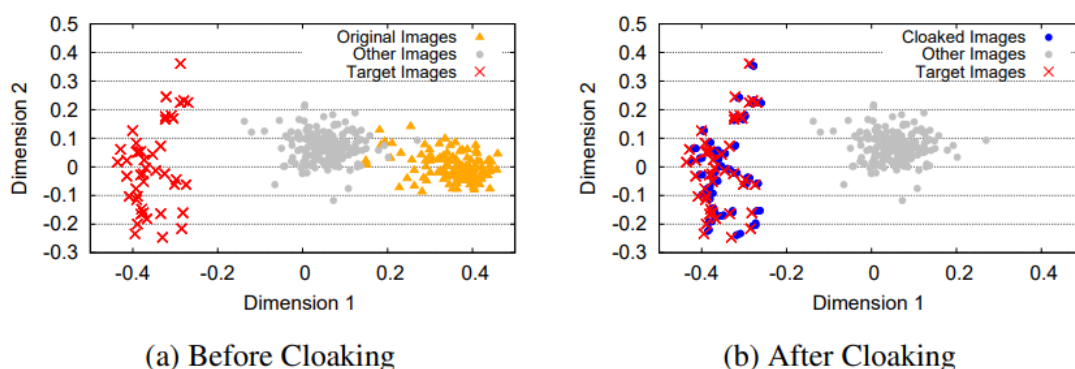 0.5
0.4
0.3
0.2
0.1
0
-0.1
-0.2
-0.3
Dimension 2
Original Images
Other Images
Target Images
-0.4
-0.2
0
0.2
0.4
Dimension 1
(a) Before Cloaking
0.5
0.4
0.3
0.2
0.1
0
-0.1
-0.2
-0.3
Dimension 2
Cloaked Images
Other Images
Target Images
-0.4
-0.2
0
0.2
0.4
Dimension 1
(b) After Cloaking